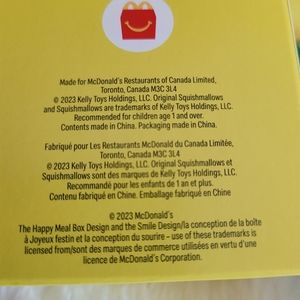 Made for McDonald's Restaurants of Canada Limited,
Toronto, Canada M3C 3L4
© 2023 Kelly Toys Holdings, LLC. Original Squishmallows
and Squishmallows are trademarks of Kelly Toys Holdings, LLC.
Recommended for children age 1 and over.
Contents made in China. Packaging made in China.
Fabriqué pour Les Restaurants McDonald du Canada Limitée,
Toronto, Canada M3C 3L4
© 2023 Kelly Toys Holdings, LLC. Original Squishmallows et
Squishmallows sont des marques de Kelly Toys Holdings, LLC.
Recommandé pour les enfants de 1 an et plus.
Contenu fabriqué en Chine. Emballage fabriqué en Chine
© 2023 McDonald's
The Happy Meal Box Design and the Smile Design/la conception de la boîte
à Joyeux festin et la conception du sourire - use of these trademarks is
licensed from/sont des marques de commerce utilisées en vertu d'une
licence de McDonald's Corporation.